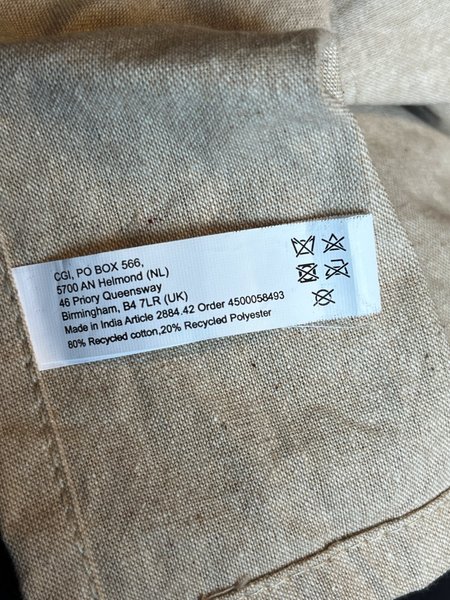 CGI, PO BOX 566,
5700 AN Helmond (NL)
46 Priory Queensway
Birmingham, B4 7LR (UK)
Made in India Article 2884.42 Order 4500058493
80% Recycled cotton,20% Recycled Polyester